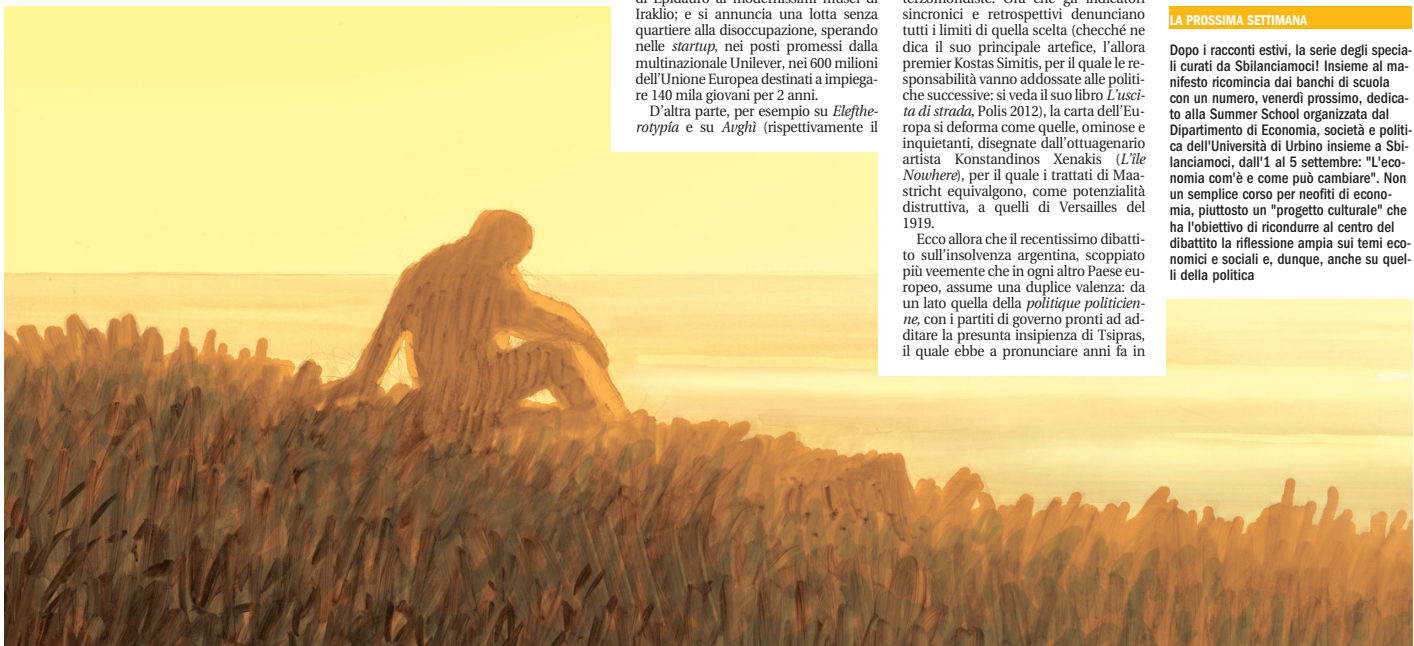 di Epidauro ai modernissimi musei di
Iraklio; e si annuncia una lotta senza
quartiere alla disoccupazione, sperando
nelle startup, nei posti promessi dalla
multinazionale Unilever, nei 600 milioni
dell'Unione Europea destinati a impiega-
re 140 mila giovani per 2 anni.
D'altra parte, per esempio su Elefthe-
rotypía e su Avghì (rispettivamente il
terzomondiste. Ora che gli indicatori
sincronici e retrospettivi denunciano
tutti i limiti di quella scelta (checché ne
dica il suo principale artefice, l'allora
premier Kostas Simitis, per il quale le re-
sponsabilità vanno addossate alle politi-
che successive: si veda il suo libro L'usci-
ta di strada, Polis 2012), la carta dell'Eu-
ropa si deforma come quelle, ominose e
inquietanti, disegnate dall'ottuagenario
artista Konstandinos Xenakis (L'île
Nowhere), per il quale i trattati di Maa-
stricht equivalgono, come potenzialità
distruttiva, a quelli di Versailles del
1919.
Ecco allora che il recentissimo dibatti-
to sull'insolvenza argentina, scoppiato
più veemente che in ogni altro Paese eu-
ropeo, assume una duplice valenza: da
un lato quella della politique politicien-
ne, con i partiti di governo pronti ad ad-
ditare la presunta insipienza di Tsipras,
il quale ebbe a pronunciare anni fa in
LA PROSSIMA SETTIMANA
Dopo i racconti estivi, la serie degli specia-
li curati da Sbilanciamoci! Insieme al ma-
nifesto ricomincia dai banchi di scuola
con un numero, venerdì prossimo, dedica-
to alla Summer School organizzata dal
Dipartimento di Economia, società e politi-
ca dell'Università di Urbino insieme a Sbi-
lanciamoci, dall'1 al 5 settembre: "L'eco-
nomia com'è e come può cambiare". Non
un semplice corso per neofiti di econo-
mia, piuttosto un "progetto culturale" che
ha l'obiettivo di ricondurre al centro del
dibattito la riflessione ampia sui temi eco-
nomici e sociali e, dunque, anche su quel-
li della politica